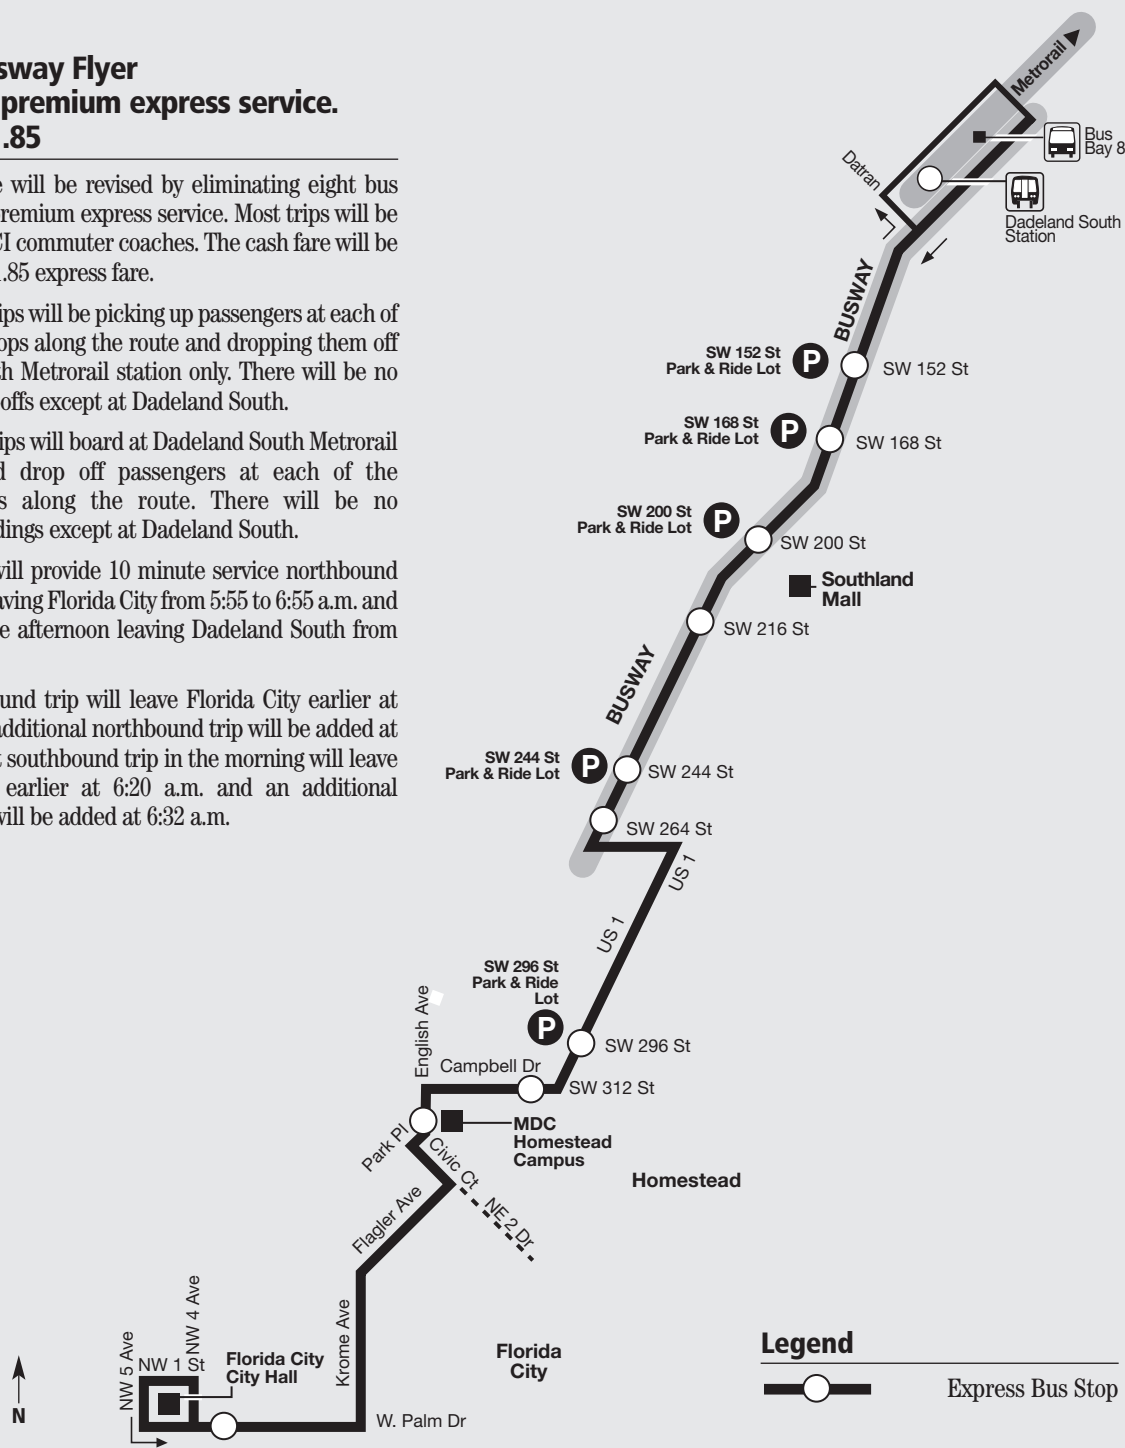 sway Flyer
premium express service.
.85
e will be revised by eliminating eight bus
remium express service. Most trips will be
CI commuter coaches. The cash fare will be
.85 express fare.
ips will be picking up passengers at each of
ops along the route and dropping them off
th Metrorail station only. There will be no
offs except at Dadeland South.
ips will board at Dadeland South Metrorail
d drop off passengers at each of the
s along the route. There will be no
dings except at Dadeland South.
will provide 10 minute service northbound
aving Florida City from 5:55 to 6:55 a.m. and
e afternoon leaving Dadeland South from
und trip will leave Florida City earlier at
additional northbound trip will be added at
t southbound trip in the morning will leave
earlier at 6:20 a.m. and an additional
will be added at 6:32 a.m.
Metrorail
Bus
Bay 8
Datran
Dadeland South
Station
BUSWAY
SW 152 St
Park & Ride Lot
P
SW 152 St
SW 168 St
Park & Ride Lot
P
SW 168 St
SW 200 St
Park & Ride Lot
P
SW 200 St
Southland
Mall
SW 216 St
BUSWAY
SW 244 St
Park & Ride Lot
P
SW 244 St
SW 264 St
US 1
US 1
SW 296 St
Park & Ride
Lot
P
SW 296 St
English Ave
Campbell Dr
SW 312 St
MDC
Homestead
Campus
Park Pl
Civic Ct
NE 2 Dr
Homestead
Flagler Ave
Krome Ave
NW 4 Ave
NW 5 Ave
NW 1 St
Florida City
City Hall
Florida
City
W. Palm Dr
N
Legend
Express Bus Stop